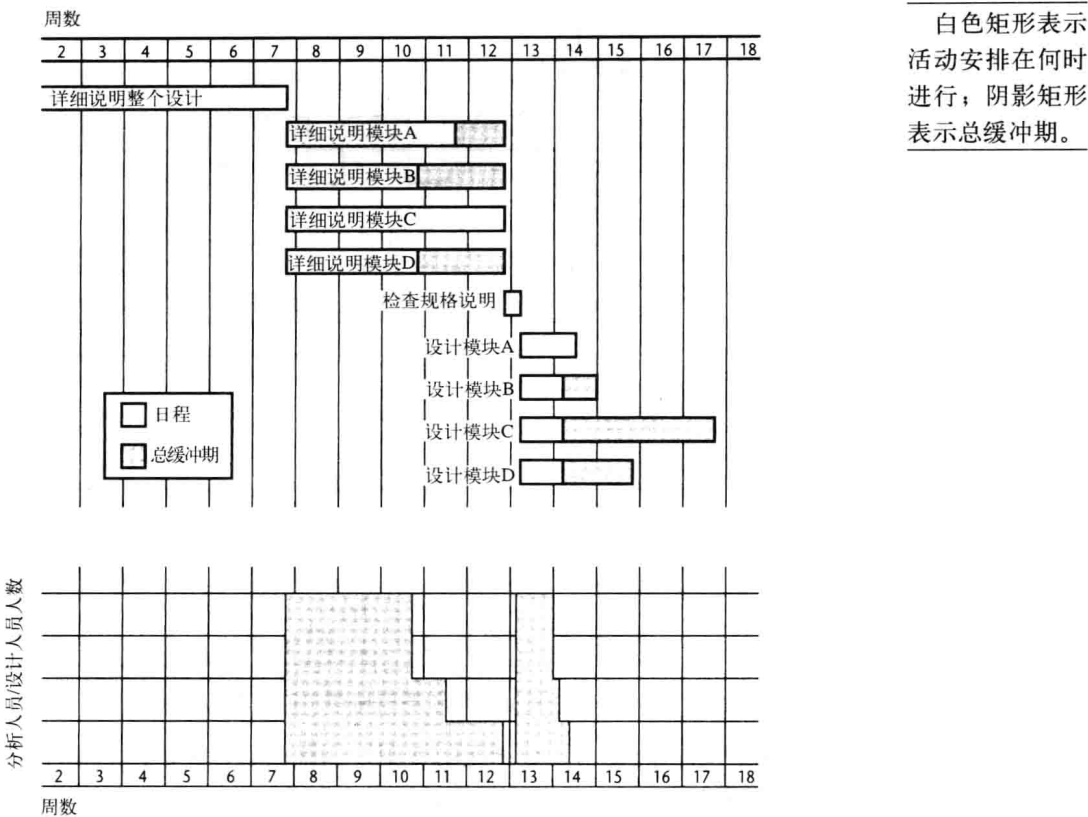 周数
2 3 4 5 6 7 8 9 10 11 12 13 14 15 16 17 18
白色矩形表示
活动安排在何时
进行；阴影矩形
表示总缓冲期。
详细说明整个设计
详细说明模块A
详细说明模块B
详细说明模块C
详细说明模块D
检查规格说明
设计模块A
设计模块B
设计模块C
设计模块D
日程
总缓冲期
分析人员/设计人员人数
2 3 4 5 6 7 8 9 10 11 12 13 14 15 16 17 18
周数